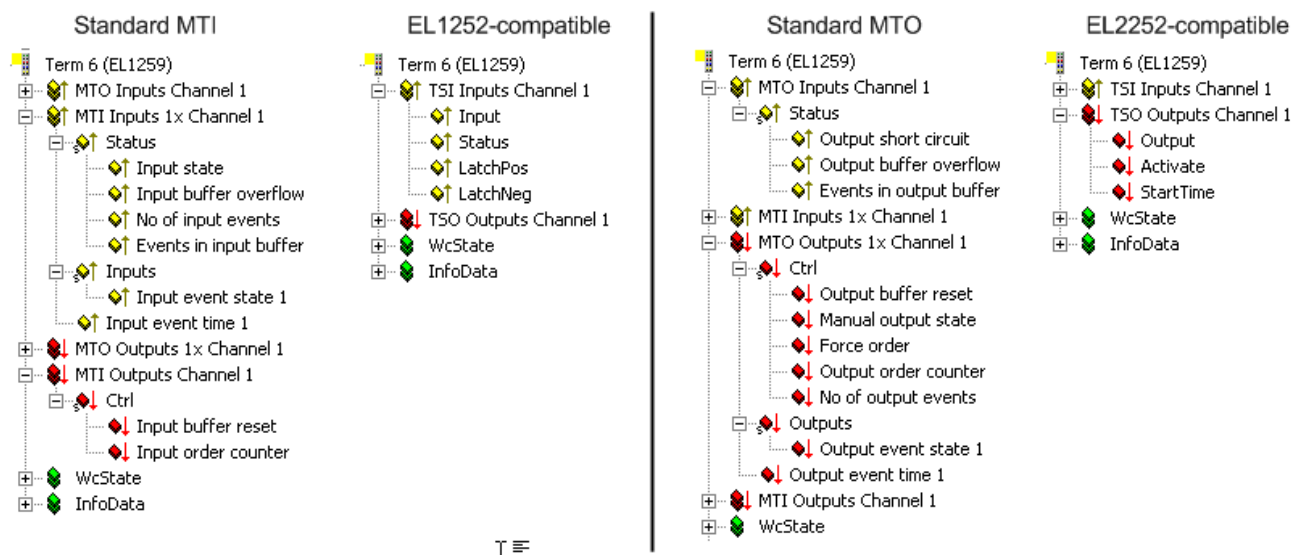 Standard MTI
Term 6 (EL1259)
MTO Inputs Channel 1
MTI Inputs 1x Channel 1
Status
Input state
Input buffer overflow
No of input events
Events in input buffer
Inputs
Input event state 1
Input event time 1
MTO Outputs 1x Channel 1
MTI Outputs Channel 1
Ctrl
Input buffer reset
Input order counter
WcState
InfoData
EL1252-compatible
Term 6 (EL1259)
TSI Inputs Channel 1
Input
Status
LatchPos
LatchNeg
TSO Outputs Channel 1
WcState
InfoData
Standard MTO
Term 6 (EL1259)
MTO Inputs Channel 1
Status
Output short circuit
Output buffer overflow
Events in output buffer
MTI Inputs 1x Channel 1
MTO Outputs 1x Channel 1
Ctrl
Output buffer reset
Manual output state
Force order
Output order counter
No of output events
Outputs
Output event state 1
Output event time 1
MTI Outputs Channel 1
WcState
EL2252-compatible
Term 6 (EL1259)
TSI Inputs Channel 1
TSO Outputs Channel 1
Output
Activate
StartTime
WcState
InfoData